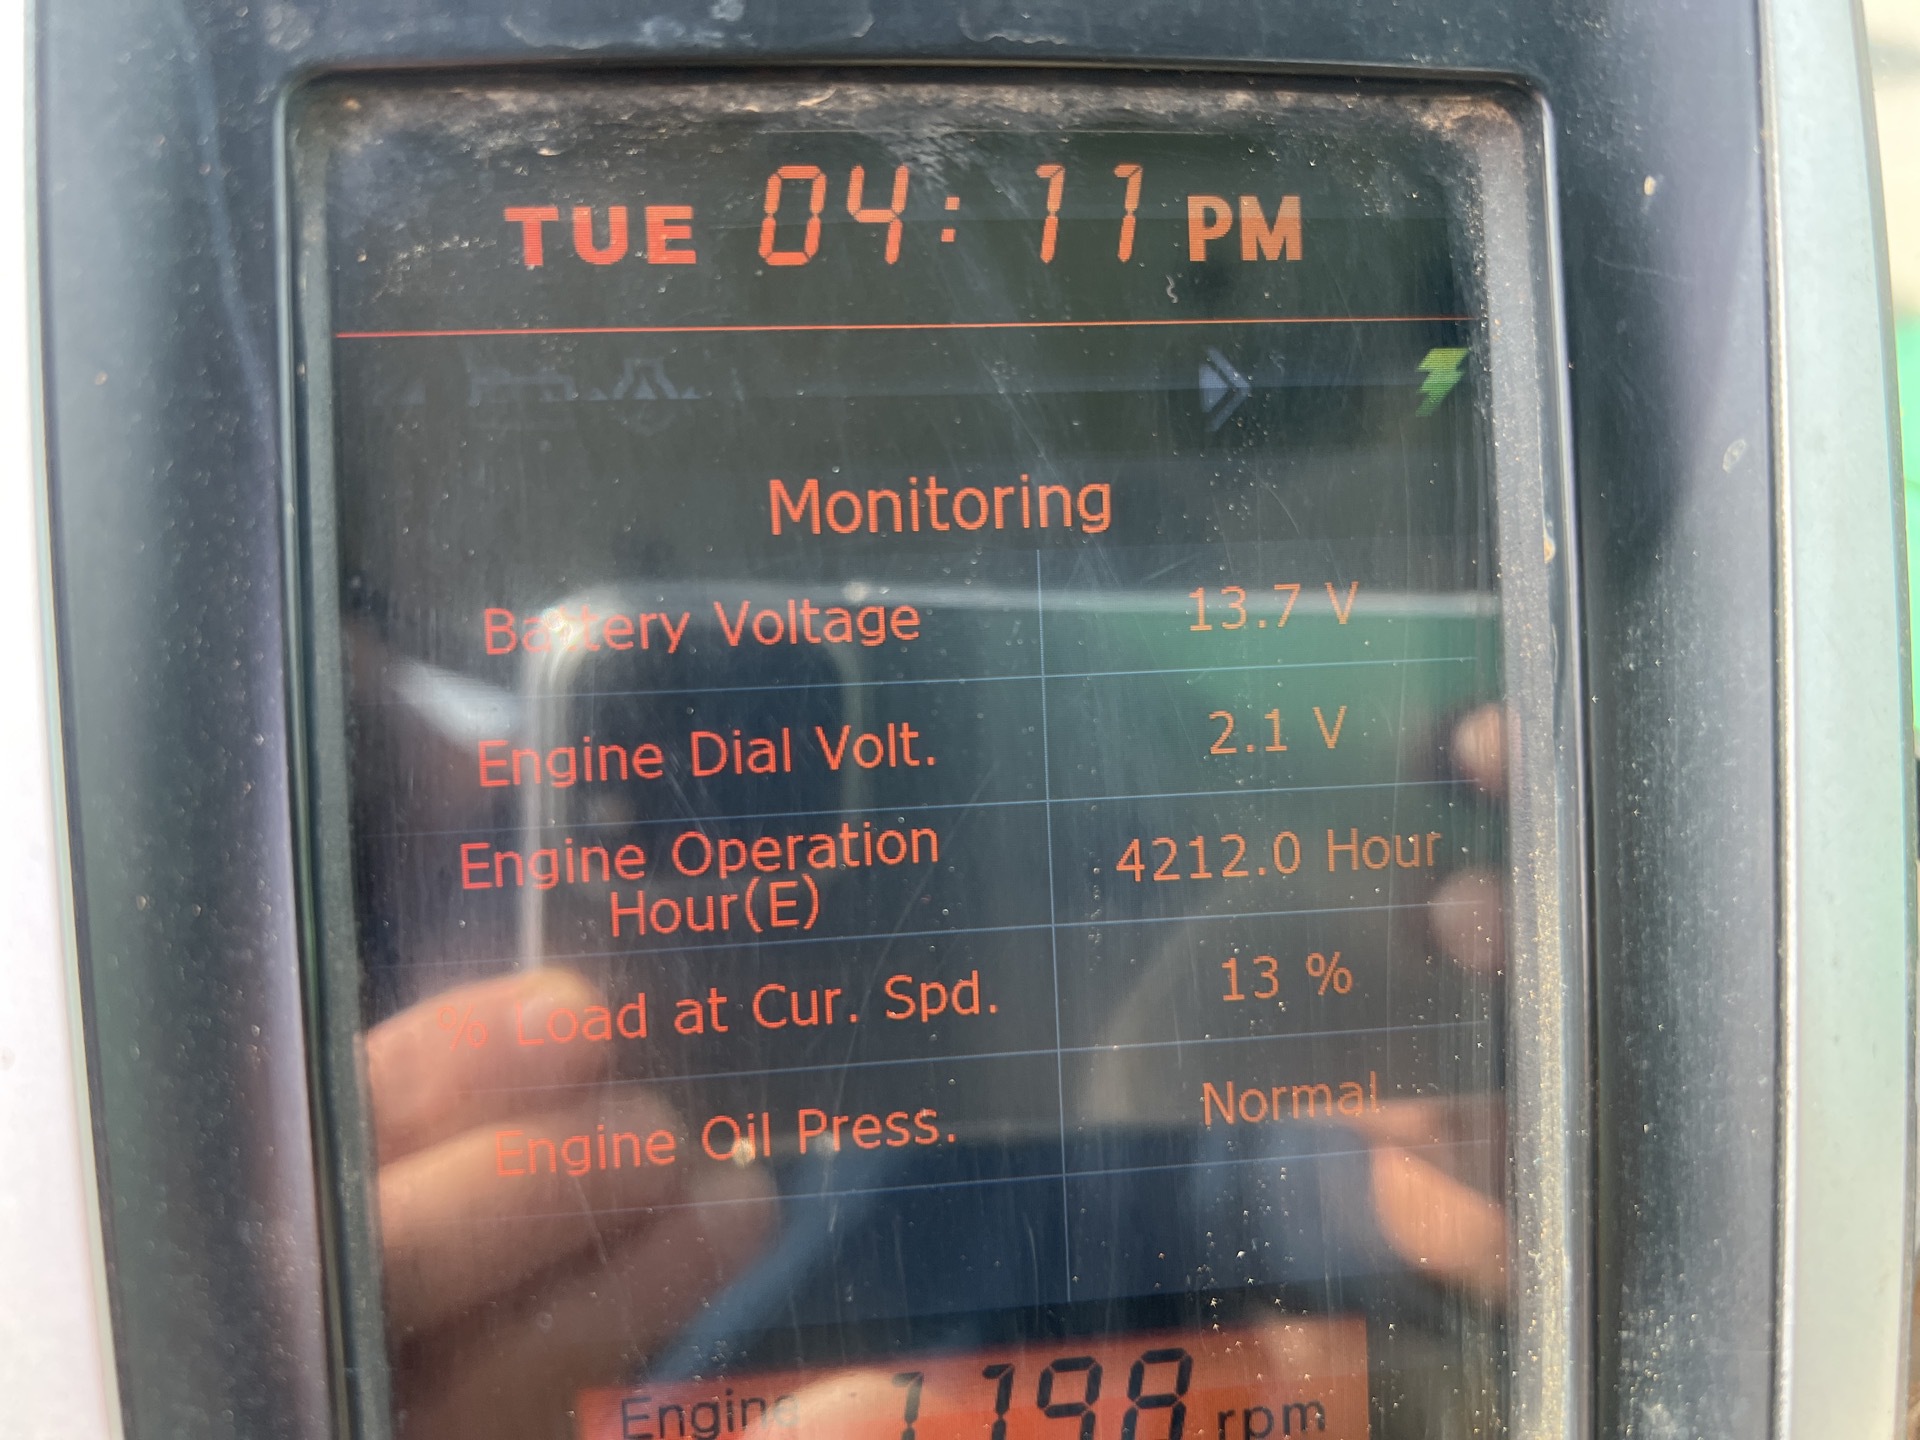 TUE 04:11 PM
Monitoring
Battery Voltage 13.7 V
Engine Dial Volt. 2.1 V
Engine Operation Hour(E) 4212.0 Hour
% Load at Cur. Spd. 13 %
Engine Oil Press. Normal
Engine 1198 rpm